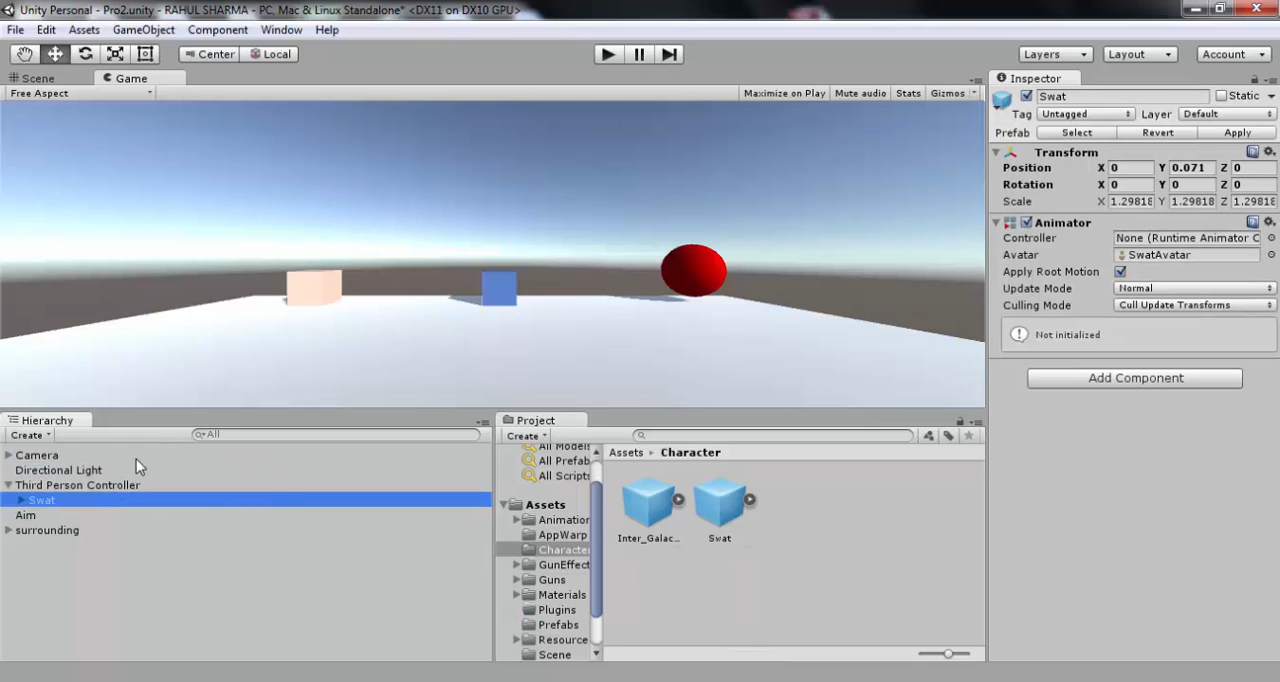 Unity Personal - Pro2.unity - RAHUL SHARMA - PC, Mac & Linux Standalone* <DX11 on DX10 GPU>
File Edit Assets GameObject Component Window Help
Center Local Layers Layout Account
Scene Game
Free Aspect Maximize on Play Mute audio Stats Gizmos
Inspector
Swat Static
Tag Untagged Layer Default
Prefab Select Revert Apply
Transform
Position X 0 Y 0.071 Z 0
Rotation X 0 Y 0 Z 0
Scale X 1.29818 Y 1.29818 Z 1.29818
Animator
Controller None (Runtime Animator C
Avatar SwatAvatar
Apply Root Motion
Update Mode Normal
Culling Mode Cull Update Transforms
Not initialized
Add Component
Hierarchy
Create All
Camera
Directional Light
Third Person Controller
Swat
Aim
surrounding
Project
Create
All Models
All Prefab
All Scripts
Assets
Animation
AppWarp
Characte
GunEffect
Guns
Materials
Plugins
Prefabs
Resource
Scene
Assets Character
Inter_Galac... Swat